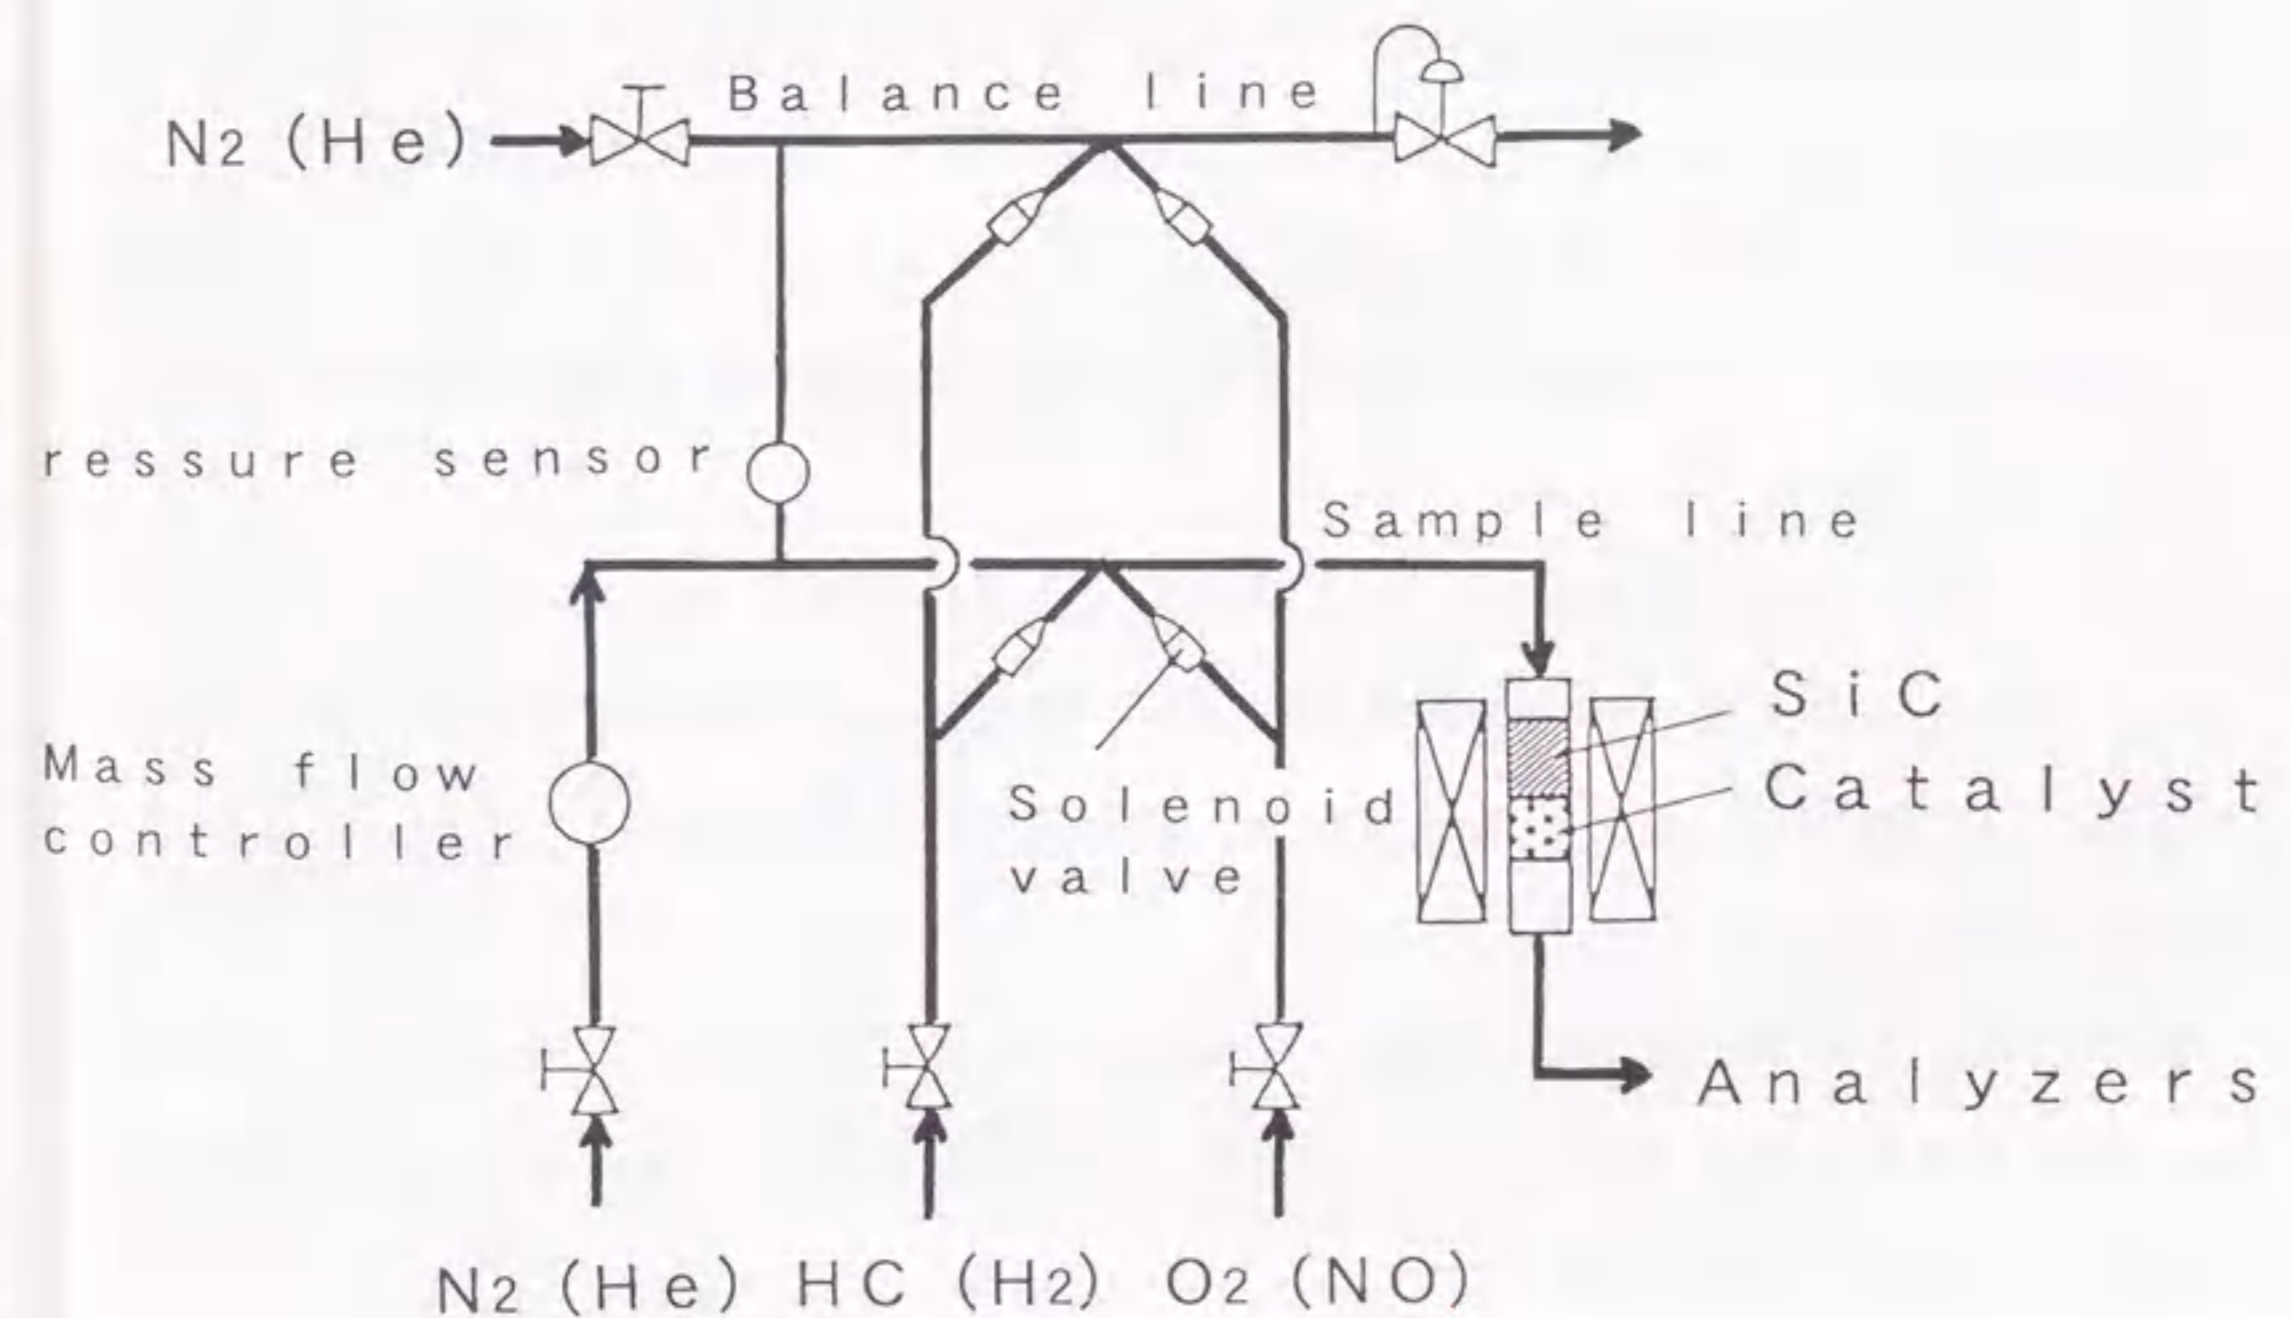 Balance line
N2 (He)
ressure sensor
Sample line
SiC
Mass flow
controller
Catalyst
Solenoid
valve
Analyzers
N2 (He) HC (H2) O2 (NO)